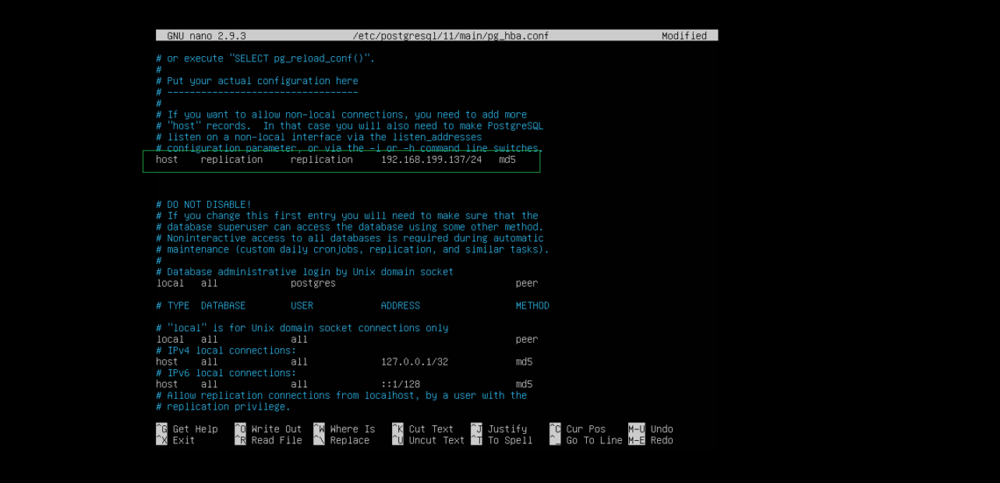 GNU nano 2.9.3 /etc/postgresql/11/main/pg_hba.conf Modified
# or execute "SELECT pg_reload_conf()".
#
# Put your actual configuration here
# ----------------------------------
#
# If you want to allow non-local connections, you need to add more
# "host" records.  In that case you will also need to make PostgreSQL
# listen on a non-local interface via the listen_addresses
# configuration parameter, or via the -i or -h command line switches.
host    replication     replication     192.168.199.137/24   md5
# DO NOT DISABLE!
# If you change this first entry you will need to make sure that the
# database superuser can access the database using some other method.
# Noninteractive access to all databases is required during automatic
# maintenance (custom daily cronjobs, replication, and similar tasks).
#
# Database administrative login by Unix domain socket
local   all             postgres                                peer
# TYPE  DATABASE        USER            ADDRESS                 METHOD
# "local" is for Unix domain socket connections only
local   all             all                                     peer
# IPv4 local connections:
host    all             all             127.0.0.1/32            md5
# IPv6 local connections:
host    all             all             ::1/128                 md5
# Allow replication connections from localhost, by a user with the
# replication privilege.
^G Get Help ^O Write Out ^W Where Is ^K Cut Text ^J Justify ^C Cur Pos M-U Undo
^X Exit ^R Read File ^\ Replace ^U Uncut Text ^T To Spell ^_ Go To Line M-E Redo